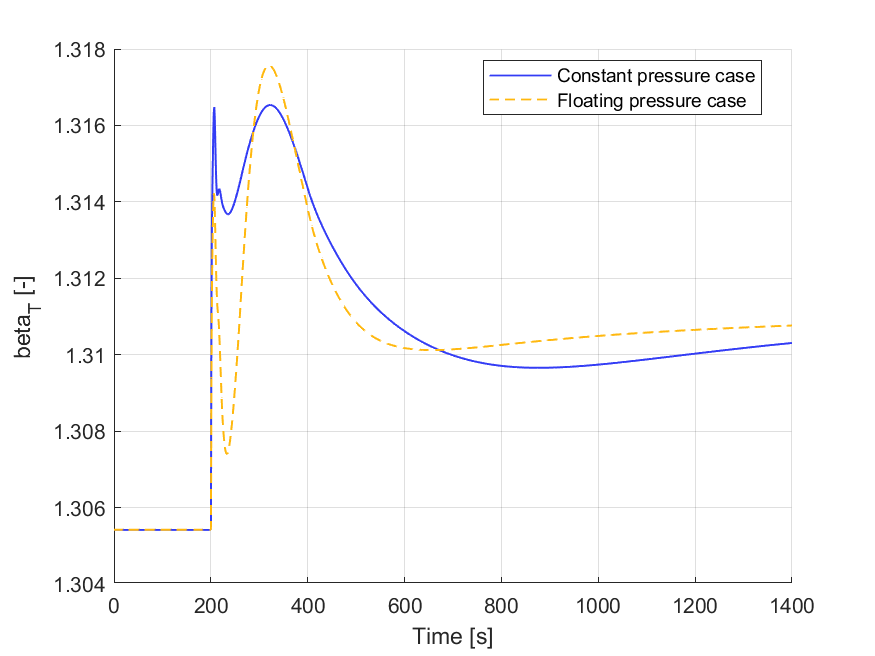 1.318
1.316
1.314
1.312
1.31
1.308
1.306
1.304
0 200 400 600 800 1000 1200 1400
Time [s]
beta_T [-]
Constant pressure case
Floating pressure case